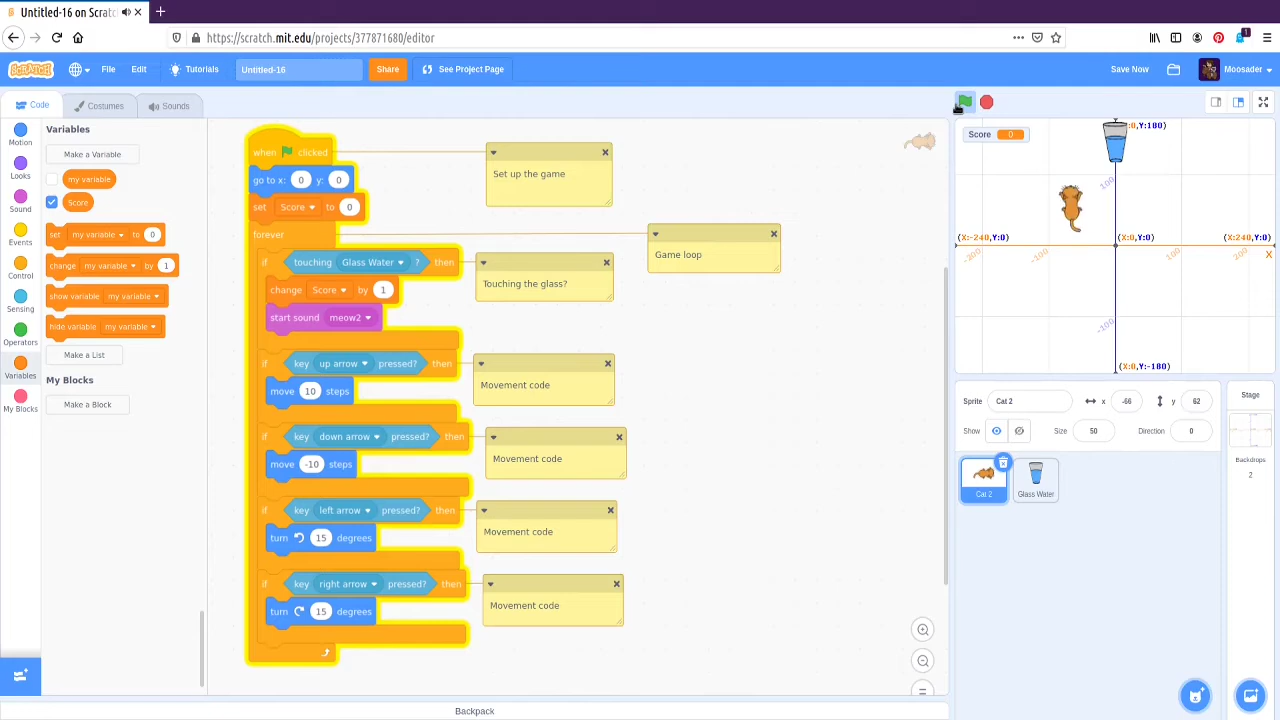 Untitled-16 on Scratch
https://scratch.mit.edu/projects/377871680/editor
1
SCRATCH
File
Edit
Tutorials
Untitled-16
Share
See Project Page
Save Now
Moosader
Code
Costumes
Sounds
Motion
Looks
Sound
Events
Control
Sensing
Operators
Variables
My Blocks
Variables
Make a Variable
my variable
Score
set my variable to 0
change my variable by 1
show variable my variable
hide variable my variable
Make a List
My Blocks
Make a Block
when clicked
go to x: 0 y: 0
set Score to 0
forever
if touching Glass Water ? then
change Score by 1
start sound meow2
if key up arrow pressed? then
move 10 steps
if key down arrow pressed? then
move -10 steps
if key left arrow pressed? then
turn 15 degrees
if key right arrow pressed? then
turn 15 degrees
Set up the game
Game loop
Touching the glass?
Movement code
Movement code
Movement code
Movement code
Backpack
Score 0
:0,Y:180)
100
(X:-240,Y:0)
(X:0,Y:0)
(X:240,Y:0)
-200
-100
100
200
X
-100
(X:0,Y:-180)
Sprite Cat 2
x -66
y 62
Show
Size 50
Direction 0
Cat 2
Glass Water
Stage
Backdrops
2